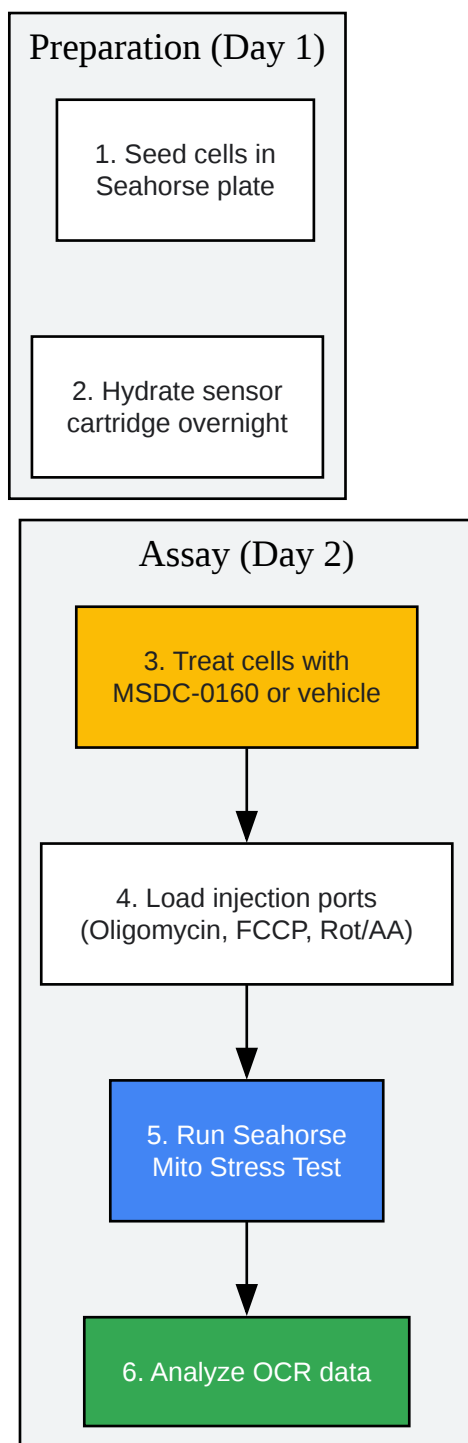 Preparation (Day 1)
1. Seed cells in
Seahorse plate
2. Hydrate sensor
cartridge overnight
Assay (Day 2)
3. Treat cells with
MSDC-0160 or vehicle
4. Load injection ports
(Oligomycin, FCCP, Rot/AA)
5. Run Seahorse
Mito Stress Test
6. Analyze OCR data